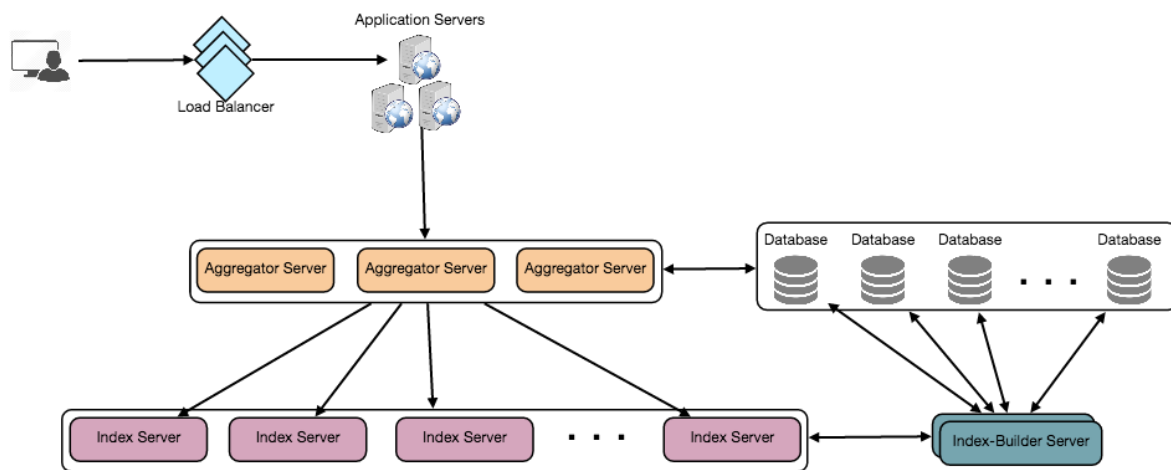 Application Servers
Load Balancer
Aggregator Server
Aggregator Server
Aggregator Server
Database
Database
Database
Database
Index Server
Index Server
Index Server
Index Server
Index-Builder Server